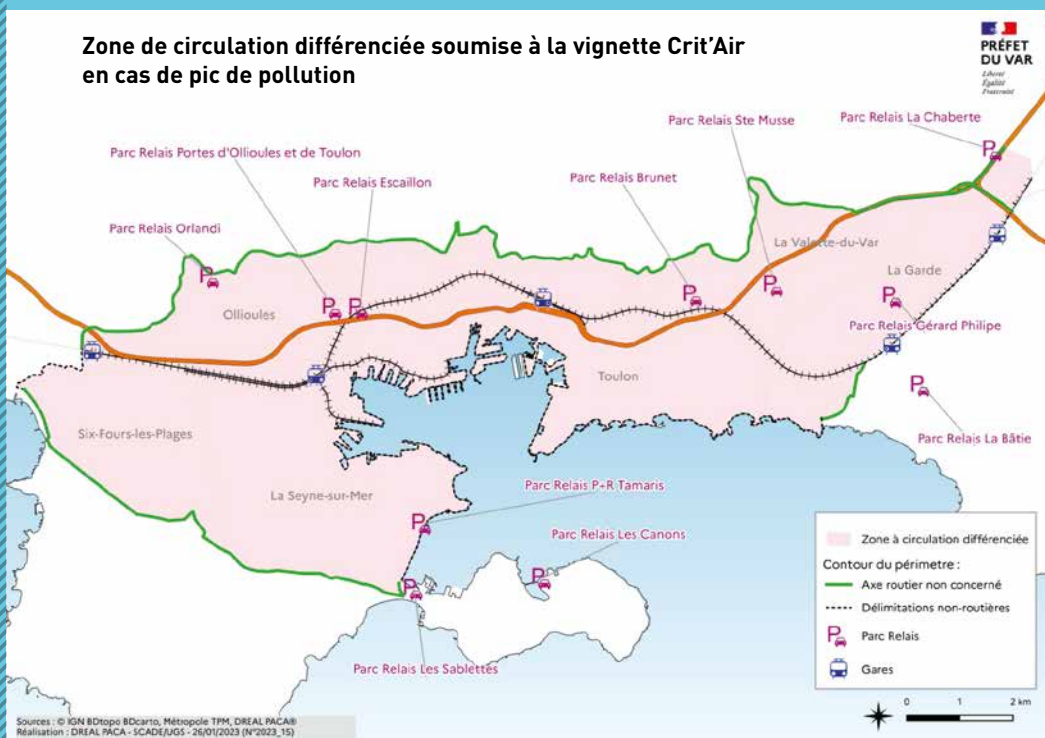 Zone de circulation différenciée soumise à la vignette Crit'Air
en cas de pic de pollution
PRÉFET
DU VAR
Liberté
Égalité
Fraternité
Parc Relais La Chaberte
Parc Relais Ste Musse
Parc Relais Portes d'Ollioules et de Toulon
Parc Relais Escaillon
Parc Relais Brunet
Parc Relais Orlandi
La Valette-du-Var
La Garde
Ollioules
Parc Relais Gérard Philipe
Toulon
Six-Fours-les-Plages
Parc Relais La Bâtie
La Seyne-sur-Mer
Parc Relais P+R Tamaris
Parc Relais Les Canons
Parc Relais Les Sablettes
Zone à circulation différenciée
Contour du périmetre :
Axe routier non concerné
Délimitations non-routières
P Parc Relais
Gares
0 1 2 km
Sources : © IGN BDtopo BDcarto, Métropole TPM, DREAL PACA®
Réalisation : DREAL PACA - SCADE/UGS - 26/01/2023 (N°2023_15)